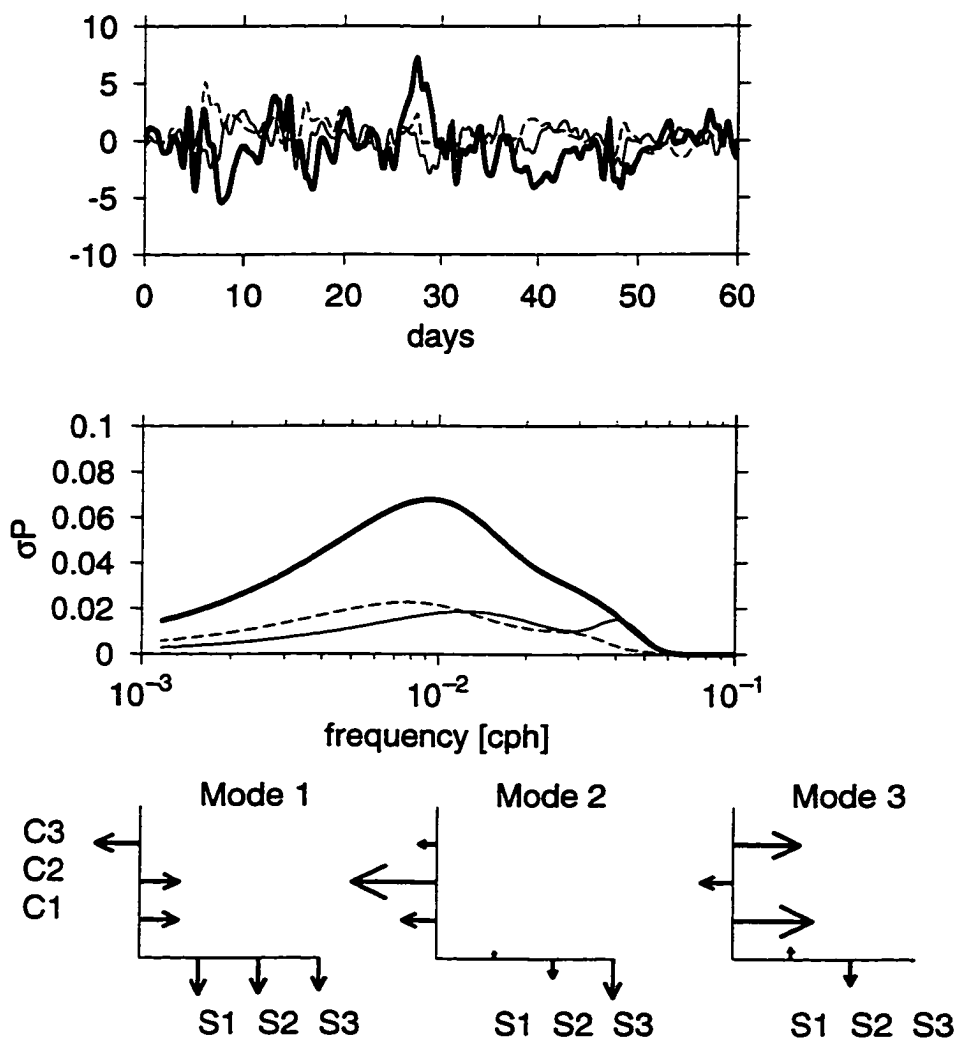 10
5
0
-5
-10
0 10 20 30 40 50 60
days
0.1
0.08
0.06
0.04
0.02
0
σP
10⁻³ 10⁻² 10⁻¹
frequency [cph]
Mode 1 Mode 2 Mode 3
C3
C2
C1
S1 S2 S3 S1 S2 S3 S1 S2 S3